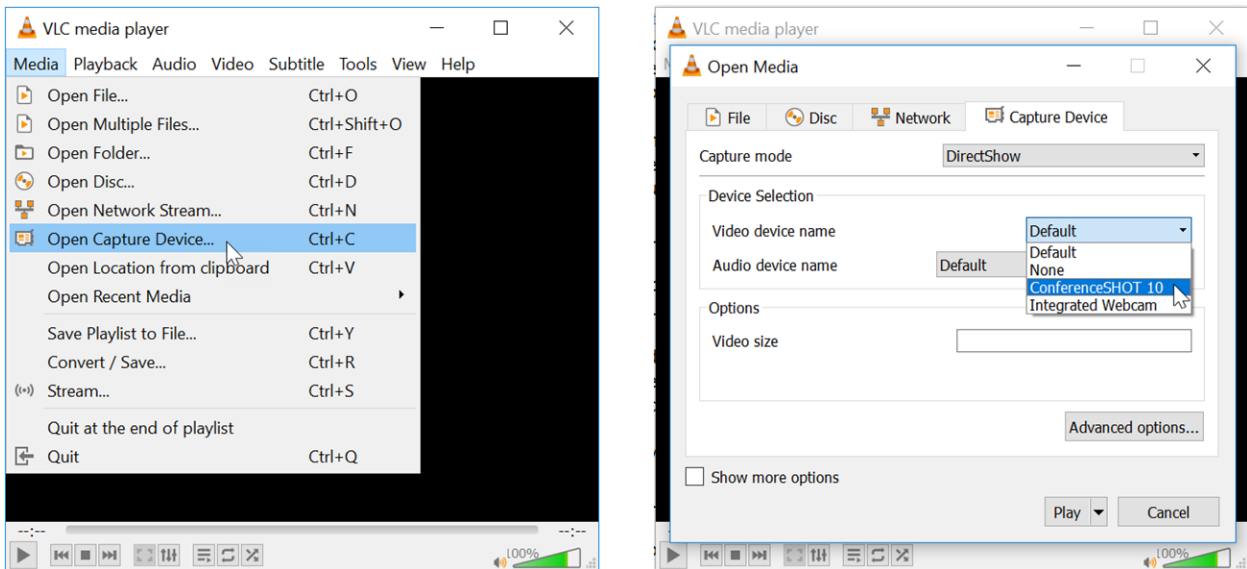 VLC media player
Media Playback Audio Video Subtitle Tools View Help
Open File... Ctrl+O
Open Multiple Files... Ctrl+Shift+O
Open Folder... Ctrl+F
Open Disc... Ctrl+D
Open Network Stream... Ctrl+N
Open Capture Device... Ctrl+C
Open Location from clipboard Ctrl+V
Open Recent Media
Save Playlist to File... Ctrl+Y
Convert / Save... Ctrl+R
Stream... Ctrl+S
Quit at the end of playlist
Quit Ctrl+Q
--:-- --:--
100%
VLC media player
Open Media
File Disc Network Capture Device
Capture mode DirectShow
Device Selection
Video device name Default
Default
Audio device name Default
None
ConferenceSHOT 10
Integrated Webcam
Options
Video size
Advanced options...
Show more options
Play Cancel
100%